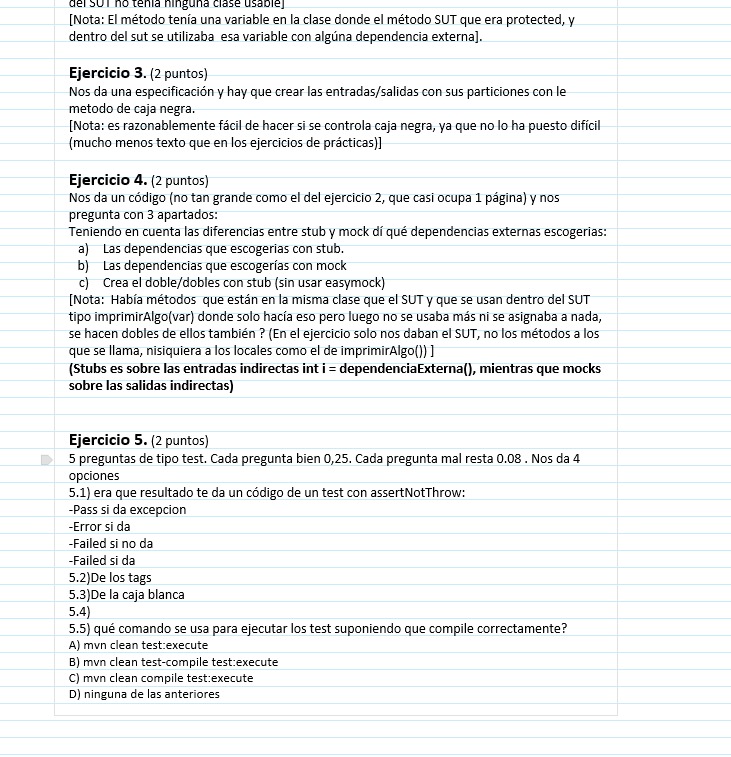 del SUT no tenía ninguna clase usable]
[Nota: El método tenía una variable en la clase donde el método SUT que era protected, y
dentro del sut se utilizaba esa variable con algúna dependencia externa].
Ejercicio 3. (2 puntos)
Nos da una especificación y hay que crear las entradas/salidas con sus particiones con le
metodo de caja negra.
[Nota: es razonablemente fácil de hacer si se controla caja negra, ya que no lo ha puesto difícil
(mucho menos texto que en los ejercicios de prácticas)]
Ejercicio 4. (2 puntos)
Nos da un código (no tan grande como el del ejercicio 2, que casi ocupa 1 página) y nos
pregunta con 3 apartados:
Teniendo en cuenta las diferencias entre stub y mock dí qué dependencias externas escogerias:
a) Las dependencias que escogerias con stub.
b) Las dependencias que escogerías con mock
c) Crea el doble/dobles con stub (sin usar easymock)
[Nota: Había métodos que están en la misma clase que el SUT y que se usan dentro del SUT
tipo imprimirAlgo(var) donde solo hacía eso pero luego no se usaba más ni se asignaba a nada,
se hacen dobles de ellos también ? (En el ejercicio solo nos daban el SUT, no los métodos a los
que se llama, nisiquiera a los locales como el de imprimirAlgo()) ]
(Stubs es sobre las entradas indirectas int i = dependenciaExterna(), mientras que mocks
sobre las salidas indirectas)
Ejercicio 5. (2 puntos)
5 preguntas de tipo test. Cada pregunta bien 0,25. Cada pregunta mal resta 0.08 . Nos da 4
opciones
5.1) era que resultado te da un código de un test con assertNotThrow:
-Pass si da excepcion
-Error si da
-Failed si no da
-Failed si da
5.2)De los tags
5.3)De la caja blanca
5.4)
5.5) qué comando se usa para ejecutar los test suponiendo que compile correctamente?
A) mvn clean test:execute
B) mvn clean test-compile test:execute
C) mvn clean compile test:execute
D) ninguna de las anteriores